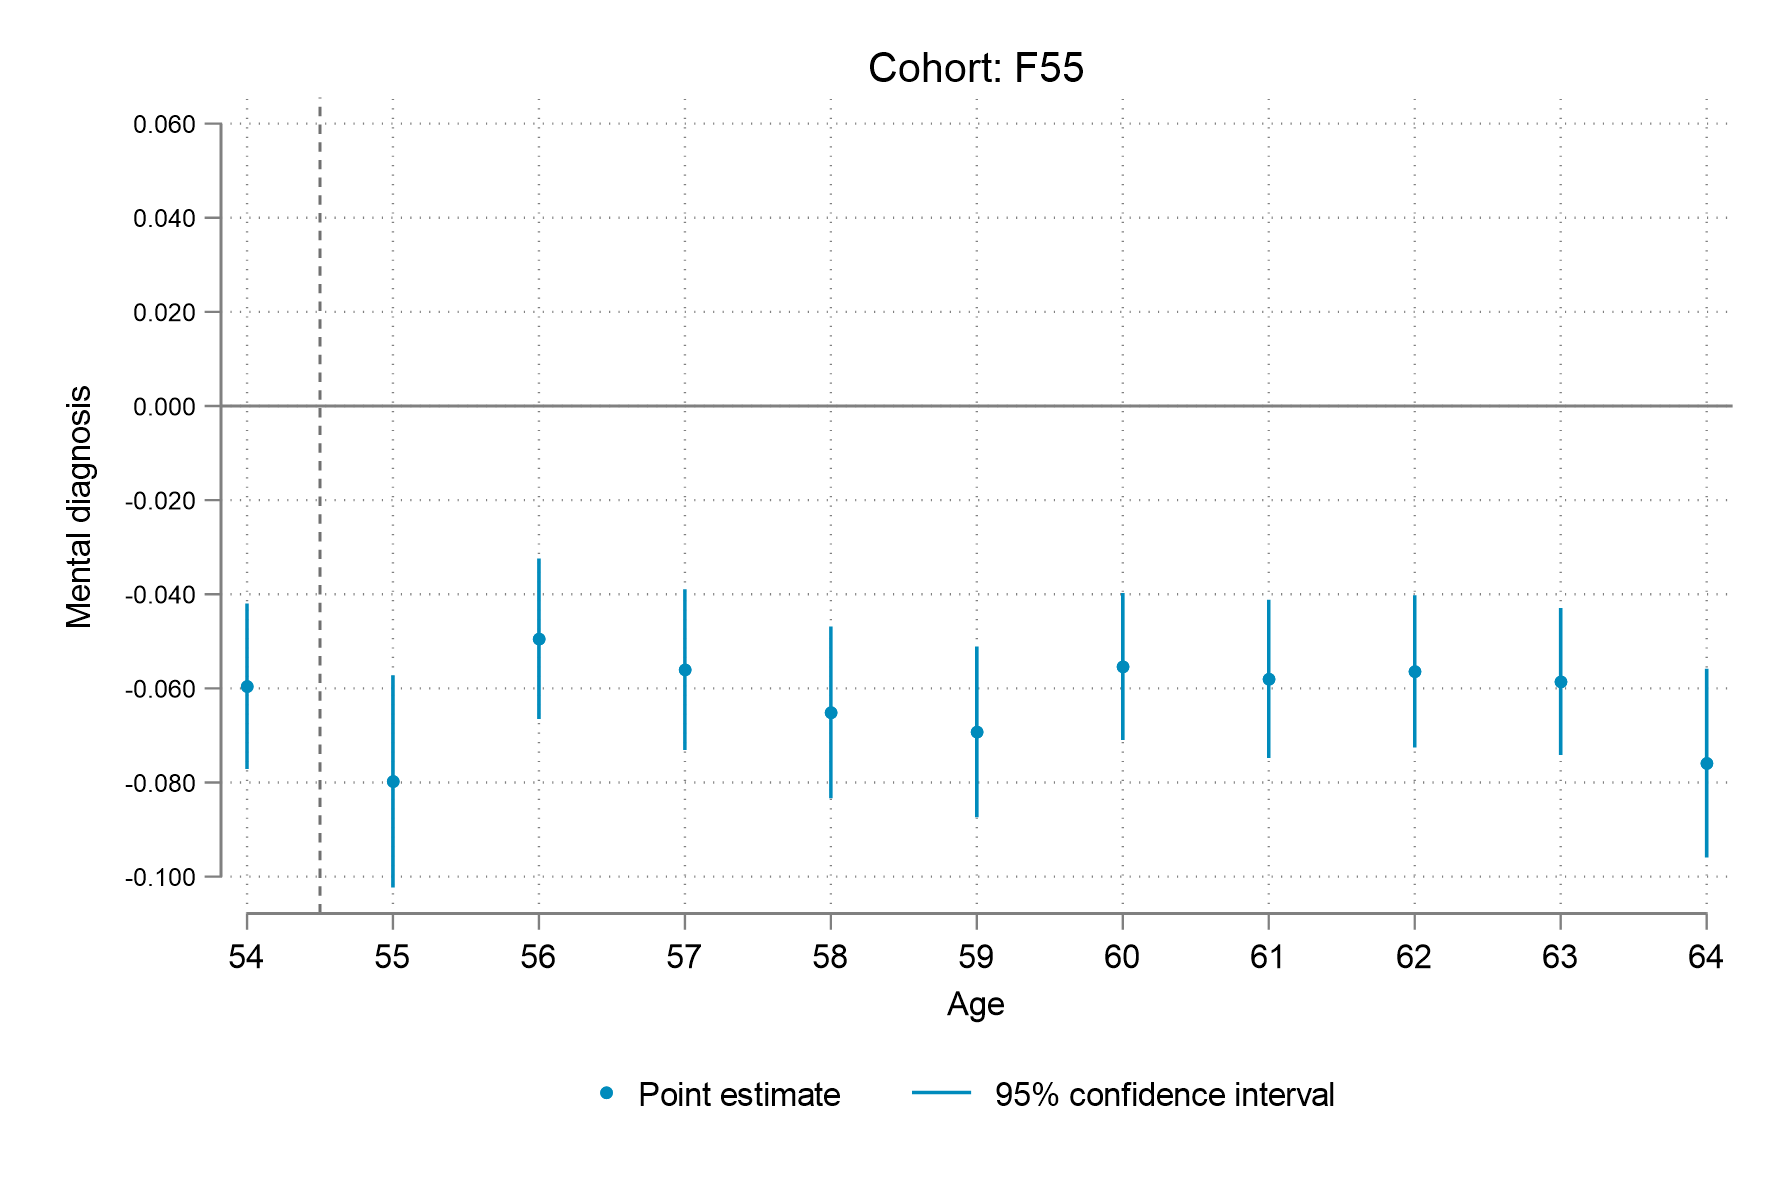 Cohort: F55
0.060
0.040
0.020
0.000
-0.020
-0.040
-0.060
-0.080
-0.100
Mental diagnosis
54 55 56 57 58 59 60 61 62 63 64
Age
Point estimate 95% confidence interval